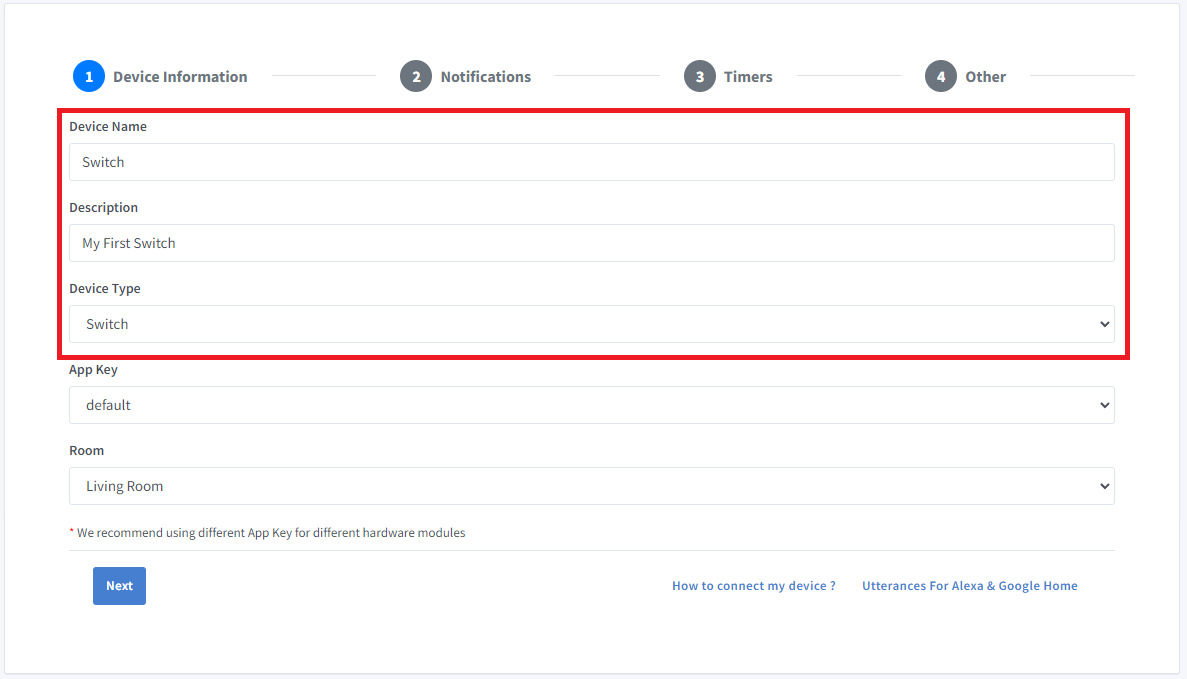 1 Device Information 2 Notifications 3 Timers 4 Other
Device Name
Switch
Description
My First Switch
Device Type
Switch
App Key
default
Room
Living Room
* We recommend using different App Key for different hardware modules
Next How to connect my device ? Utterances For Alexa & Google Home